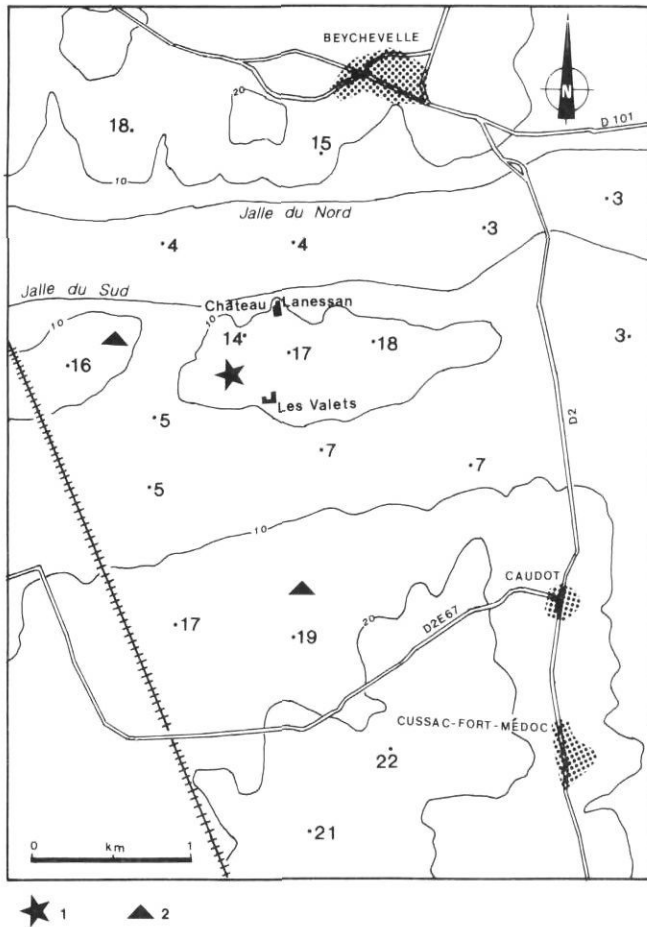 BEYCHEVELLE
20
N
18.
15
D 101
10
Jalle du Nord
3
3
4
4
Jalle du Sud
Château Lanessan
10
10
14
17
18
3
16
Les Valets
5
D2
7
7
5
10
CAUDOT
17
19
20
D2E67
CUSSAC-FORT-MÉDOC
22
21
0 km 1
1 2